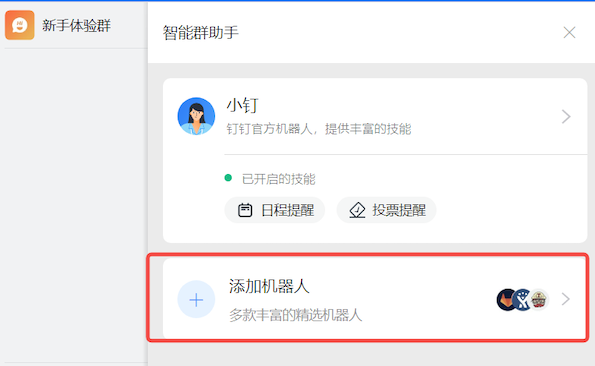 新手体验群
智能群助手
小钉
钉钉官方机器人，提供丰富的技能
已开启的技能
日程提醒
投票提醒
添加机器人
多款丰富的精选机器人